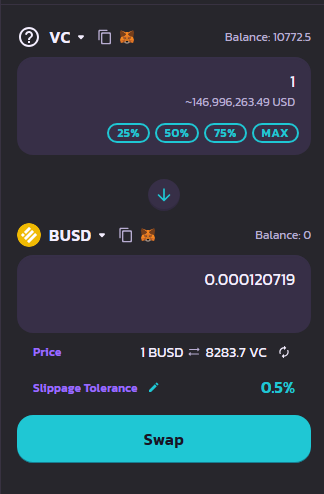 VC
Balance: 10772.5
1
~146,996,263.49 USD
25% 50% 75% MAX
BUSD
Balance: 0
0.000120719
Price 1 BUSD ⇄ 8283.7 VC
Slippage Tolerance 0.5%
Swap